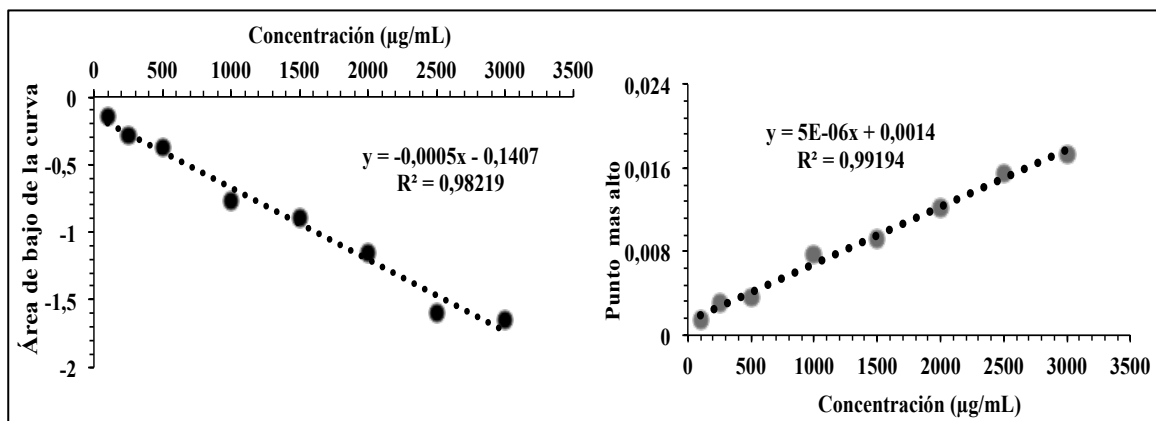 Concentración (µg/mL)
0 500 1000 1500 2000 2500 3000 3500
0
-0,5
-1
-1,5
-2
Área de bajo de la curva
y = -0,0005x - 0,1407
R² = 0,98219
0,024
0,016
0,008
0
Punto mas alto
y = 5E-06x + 0,0014
R² = 0,99194
0 500 1000 1500 2000 2500 3000 3500
Concentración (µg/mL)